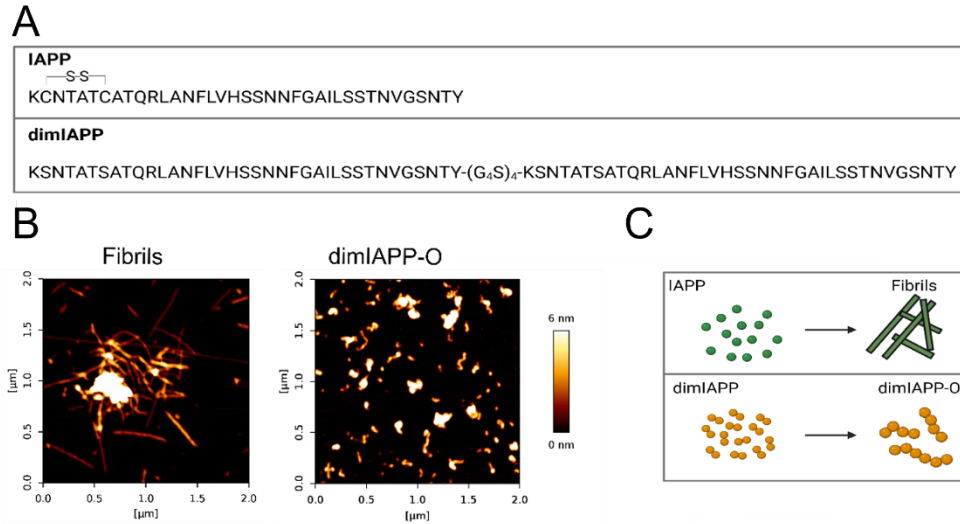 A
IAPP
S-S
KCNTATCATQRLANFLVHSSNNFGAILSSTNVGSNTY
dimIAPP
KSNTATSATQRLANFLVHSSNNFGAILSSTNVGSNTY-(G₄S)₄-KSNTATSATQRLANFLVHSSNNFGAILSSTNVGSNTY
B
Fibrils
dimIAPP-O
2.0
1.5
[µm] 1.0
0.5
0.0
0.0 0.5 1.0 1.5 2.0
[µm]
2.0
1.5
[µm] 1.0
0.5
0.0
0.0 0.5 1.0 1.5 2.0
[µm]
6 nm
0 nm
C
IAPP
Fibrils
dimIAPP
dimIAPP-O